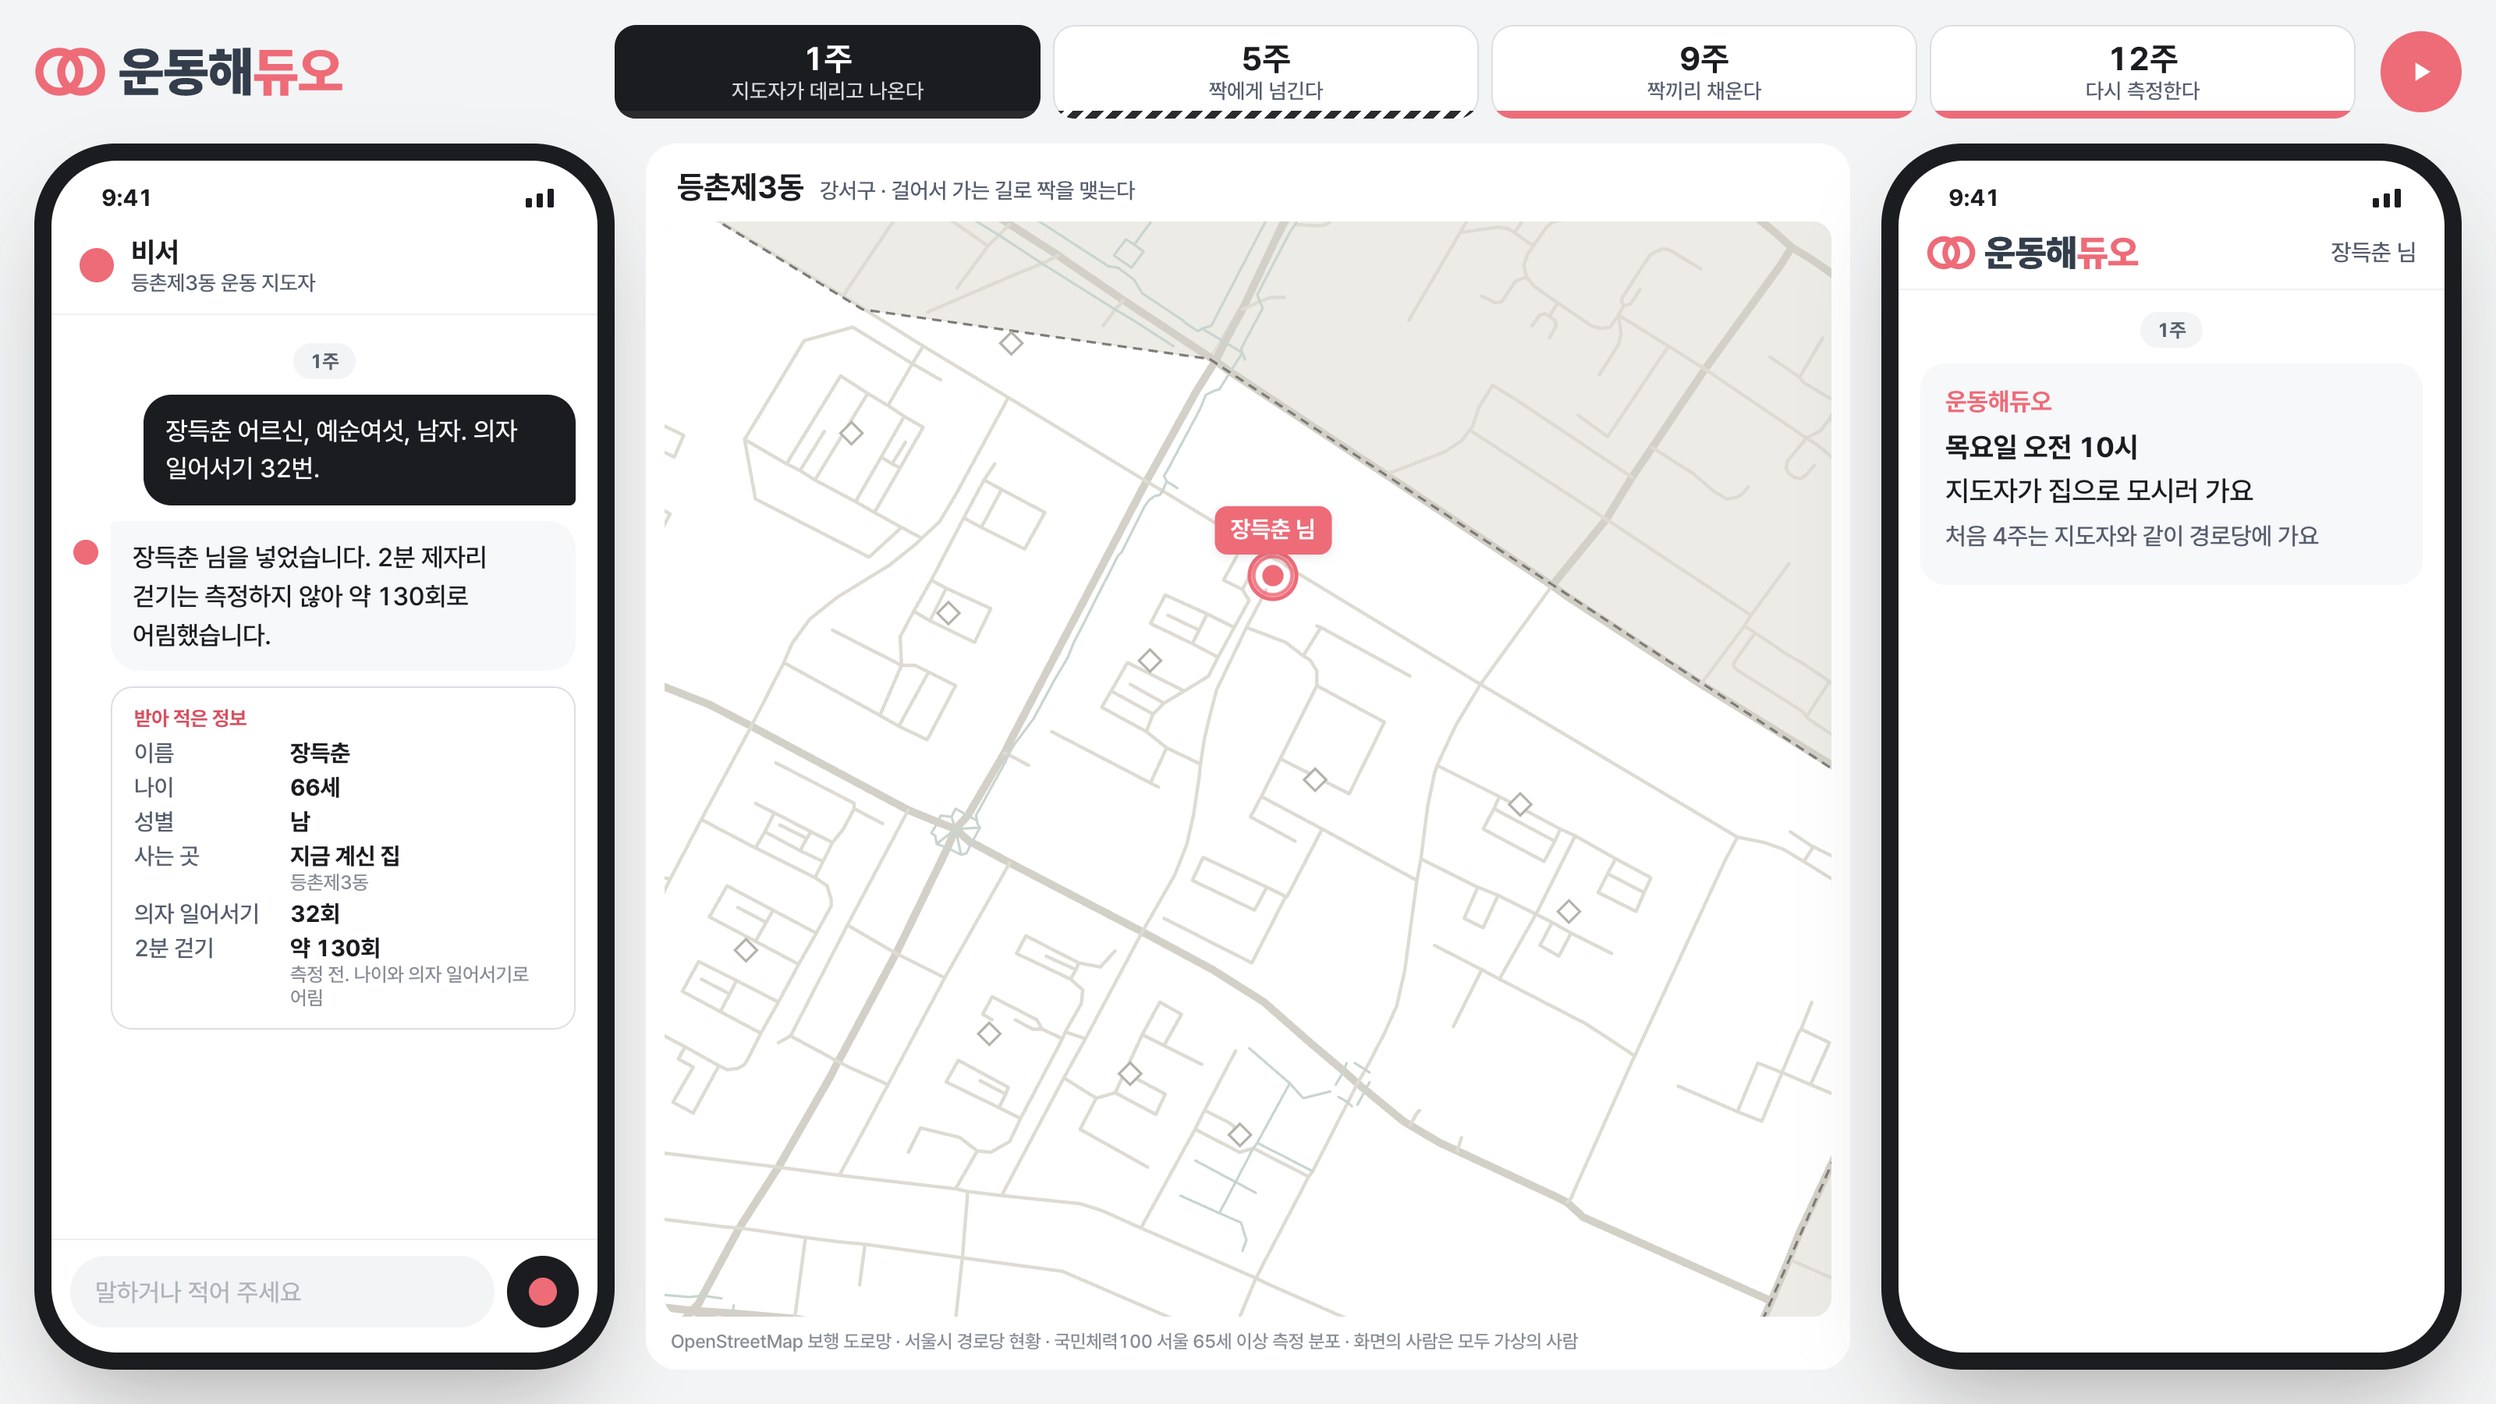 운동해듀오
1주
지도자가 데리고 나온다
5주
짝에게 넘긴다
9주
짝끼리 채운다
12주
다시 측정한다
9:41
비서
등촌제3동 운동 지도자
1주
장득춘 어르신, 예순여섯, 남자. 의자
일어서기 32번.
장득춘 님을 넣었습니다. 2분 제자리
걷기는 측정하지 않아 약 130회로
어림했습니다.
받아 적은 정보
이름 장득춘
나이 66세
성별 남
사는 곳 지금 계신 집
등촌제3동
의자 일어서기 32회
2분 걷기 약 130회
측정 전. 나이와 의자 일어서기로
어림
말하거나 적어 주세요
등촌제3동 강서구 · 걸어서 가는 길로 짝을 맺는다
장득춘 님
OpenStreetMap 보행 도로망 · 서울시 경로당 현황 · 국민체력100 서울 65세 이상 측정 분포 · 화면의 사람은 모두 가상의 사람
9:41
운동해듀오 장득춘 님
1주
운동해듀오
목요일 오전 10시
지도자가 집으로 모시러 가요
처음 4주는 지도자와 같이 경로당에 가요